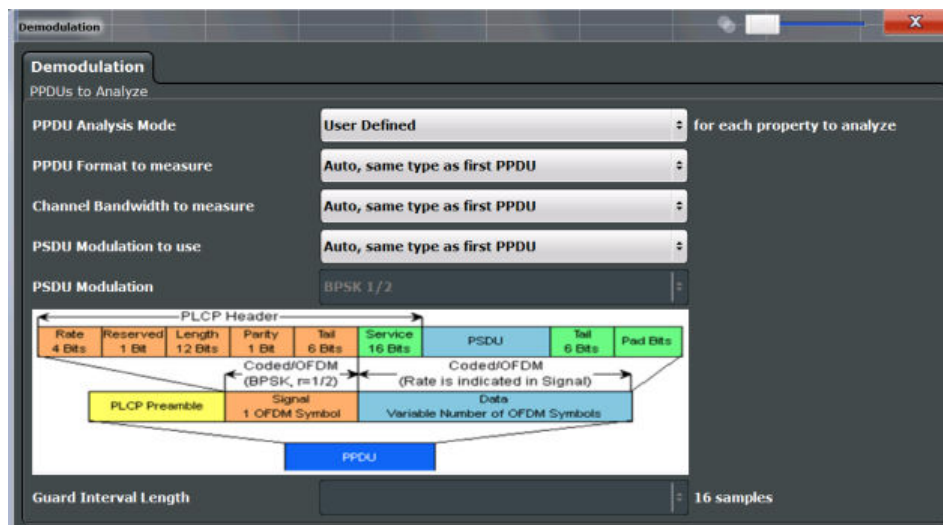 Demodulation
X
Demodulation
PPDUs to Analyze
PPDU Analysis Mode User Defined for each property to analyze
PPDU Format to measure Auto, same type as first PPDU
Channel Bandwidth to measure Auto, same type as first PPDU
PSDU Modulation to use Auto, same type as first PPDU
PSDU Modulation BPSK 1/2
PLCP Header
Rate Reserved Length Parity Tail Service PSDU Tail Pad Bits
4 Bits 1 Bit 12 Bits 1 Bit 6 Bits 16 Bits 6 Bits
Coded/OFDM Coded/OFDM
(BPSK, r=1/2) (Rate is indicated in Signal)
PLCP Preamble Signal Data
1 OFDM Symbol Variable Number of OFDM Symbols
PPDU
Guard Interval Length 16 samples